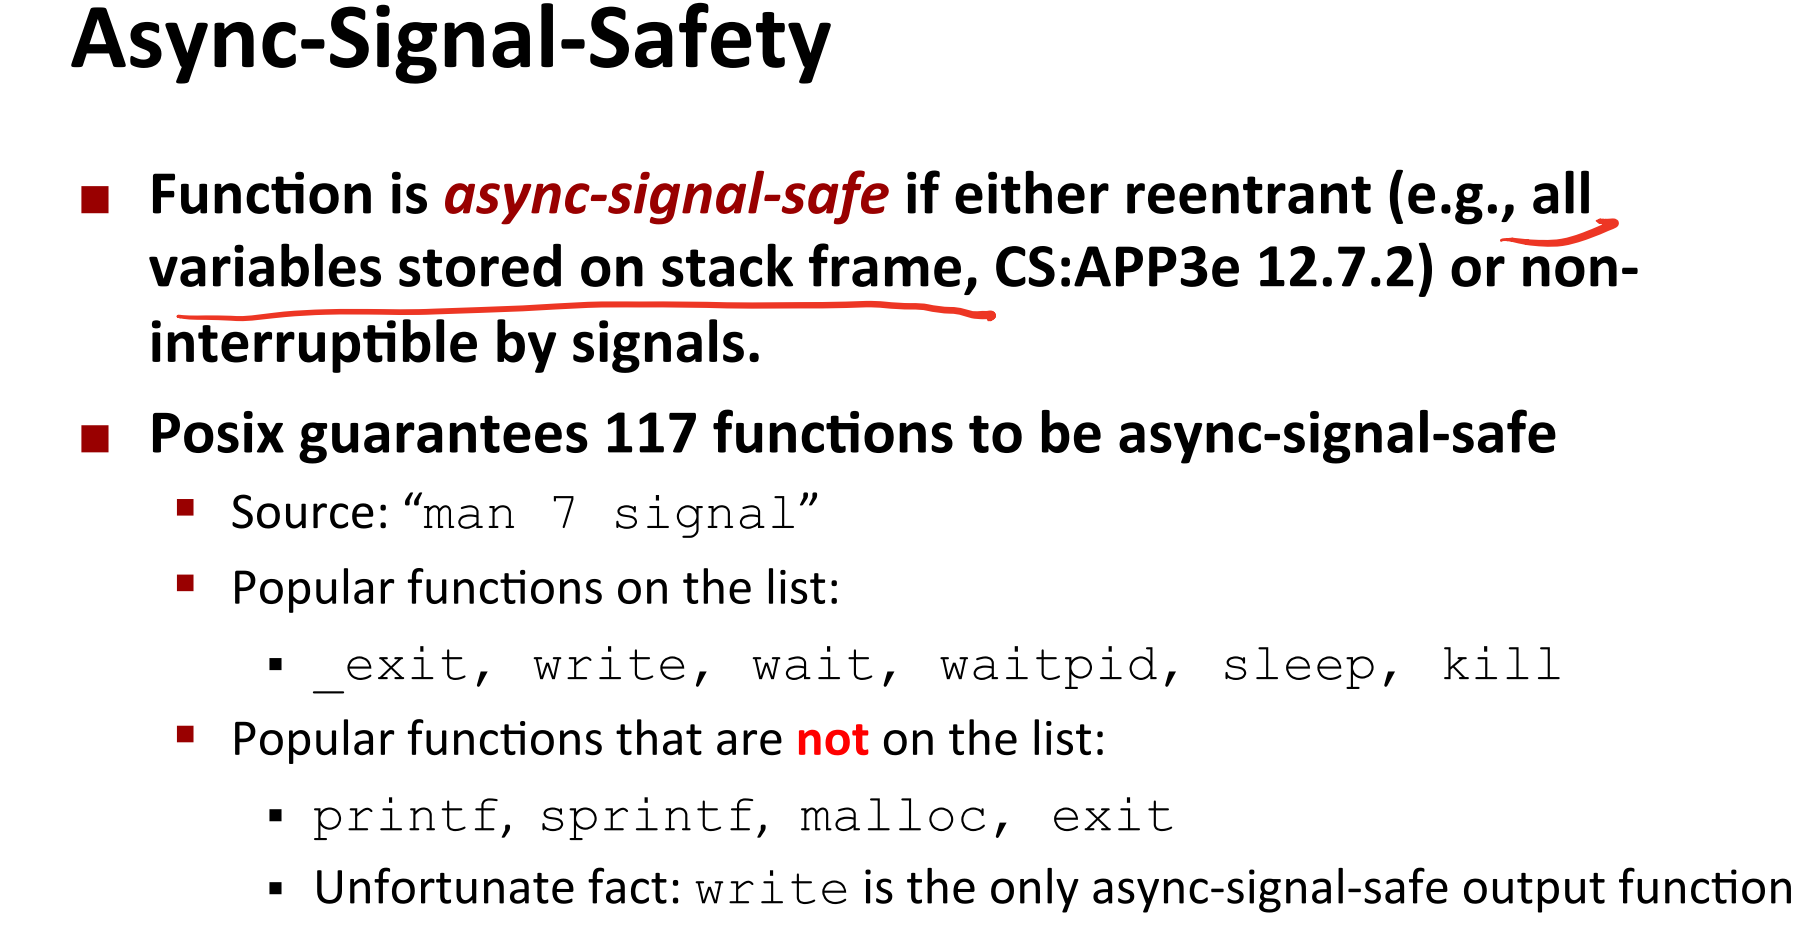 Async-Signal-Safety
Function is async-signal-safe if either reentrant (e.g., all
variables stored on stack frame, CS:APP3e 12.7.2) or non-
interruptible by signals.
Posix guarantees 117 functions to be async-signal-safe
Source: “man 7 signal”
Popular functions on the list:
_exit, write, wait, waitpid, sleep, kill
Popular functions that are not on the list:
printf, sprintf, malloc, exit
Unfortunate fact: write is the only async-signal-safe output function